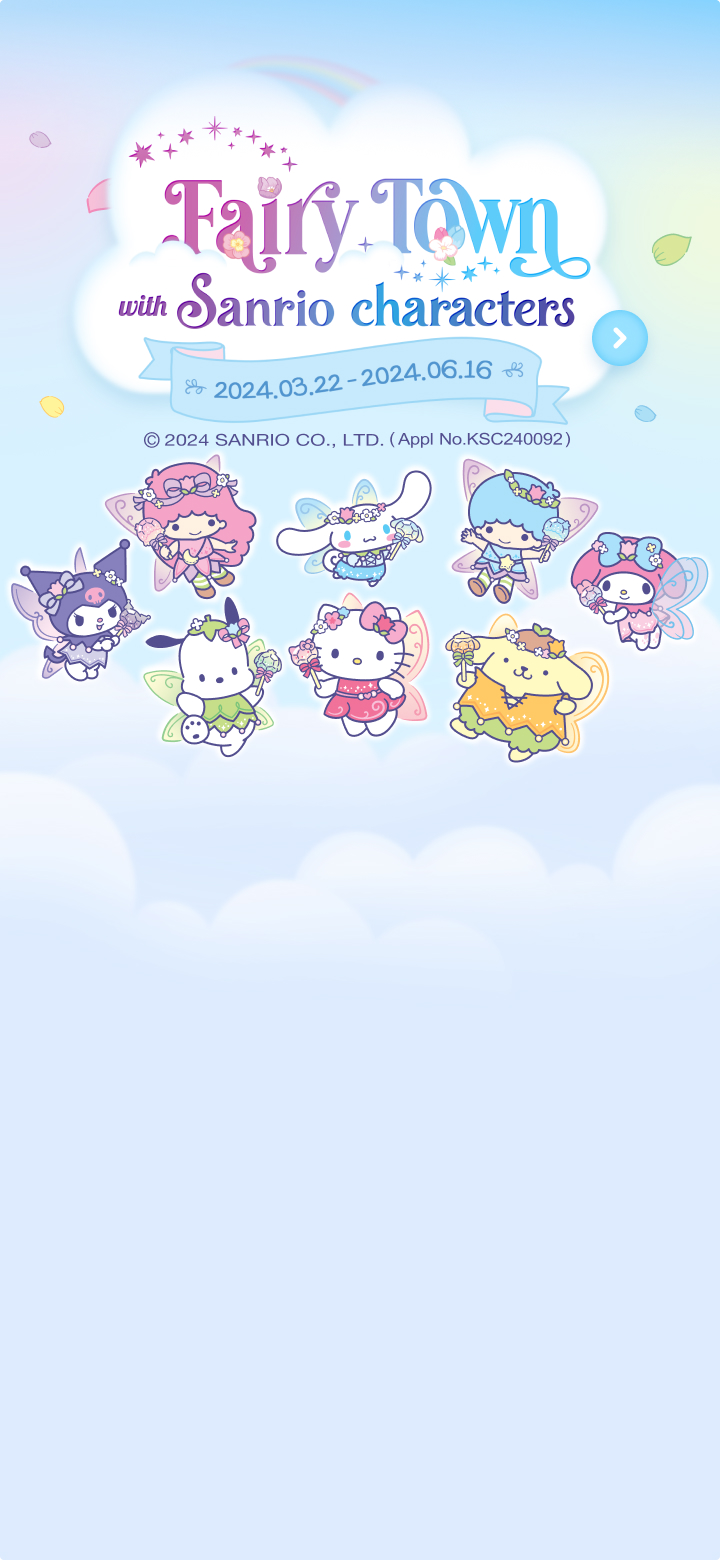 Fairy Town
with Sanrio characters
2024.03.22 - 2024.06.16
© 2024 SANRIO CO., LTD. (Appl No.KSC240092)